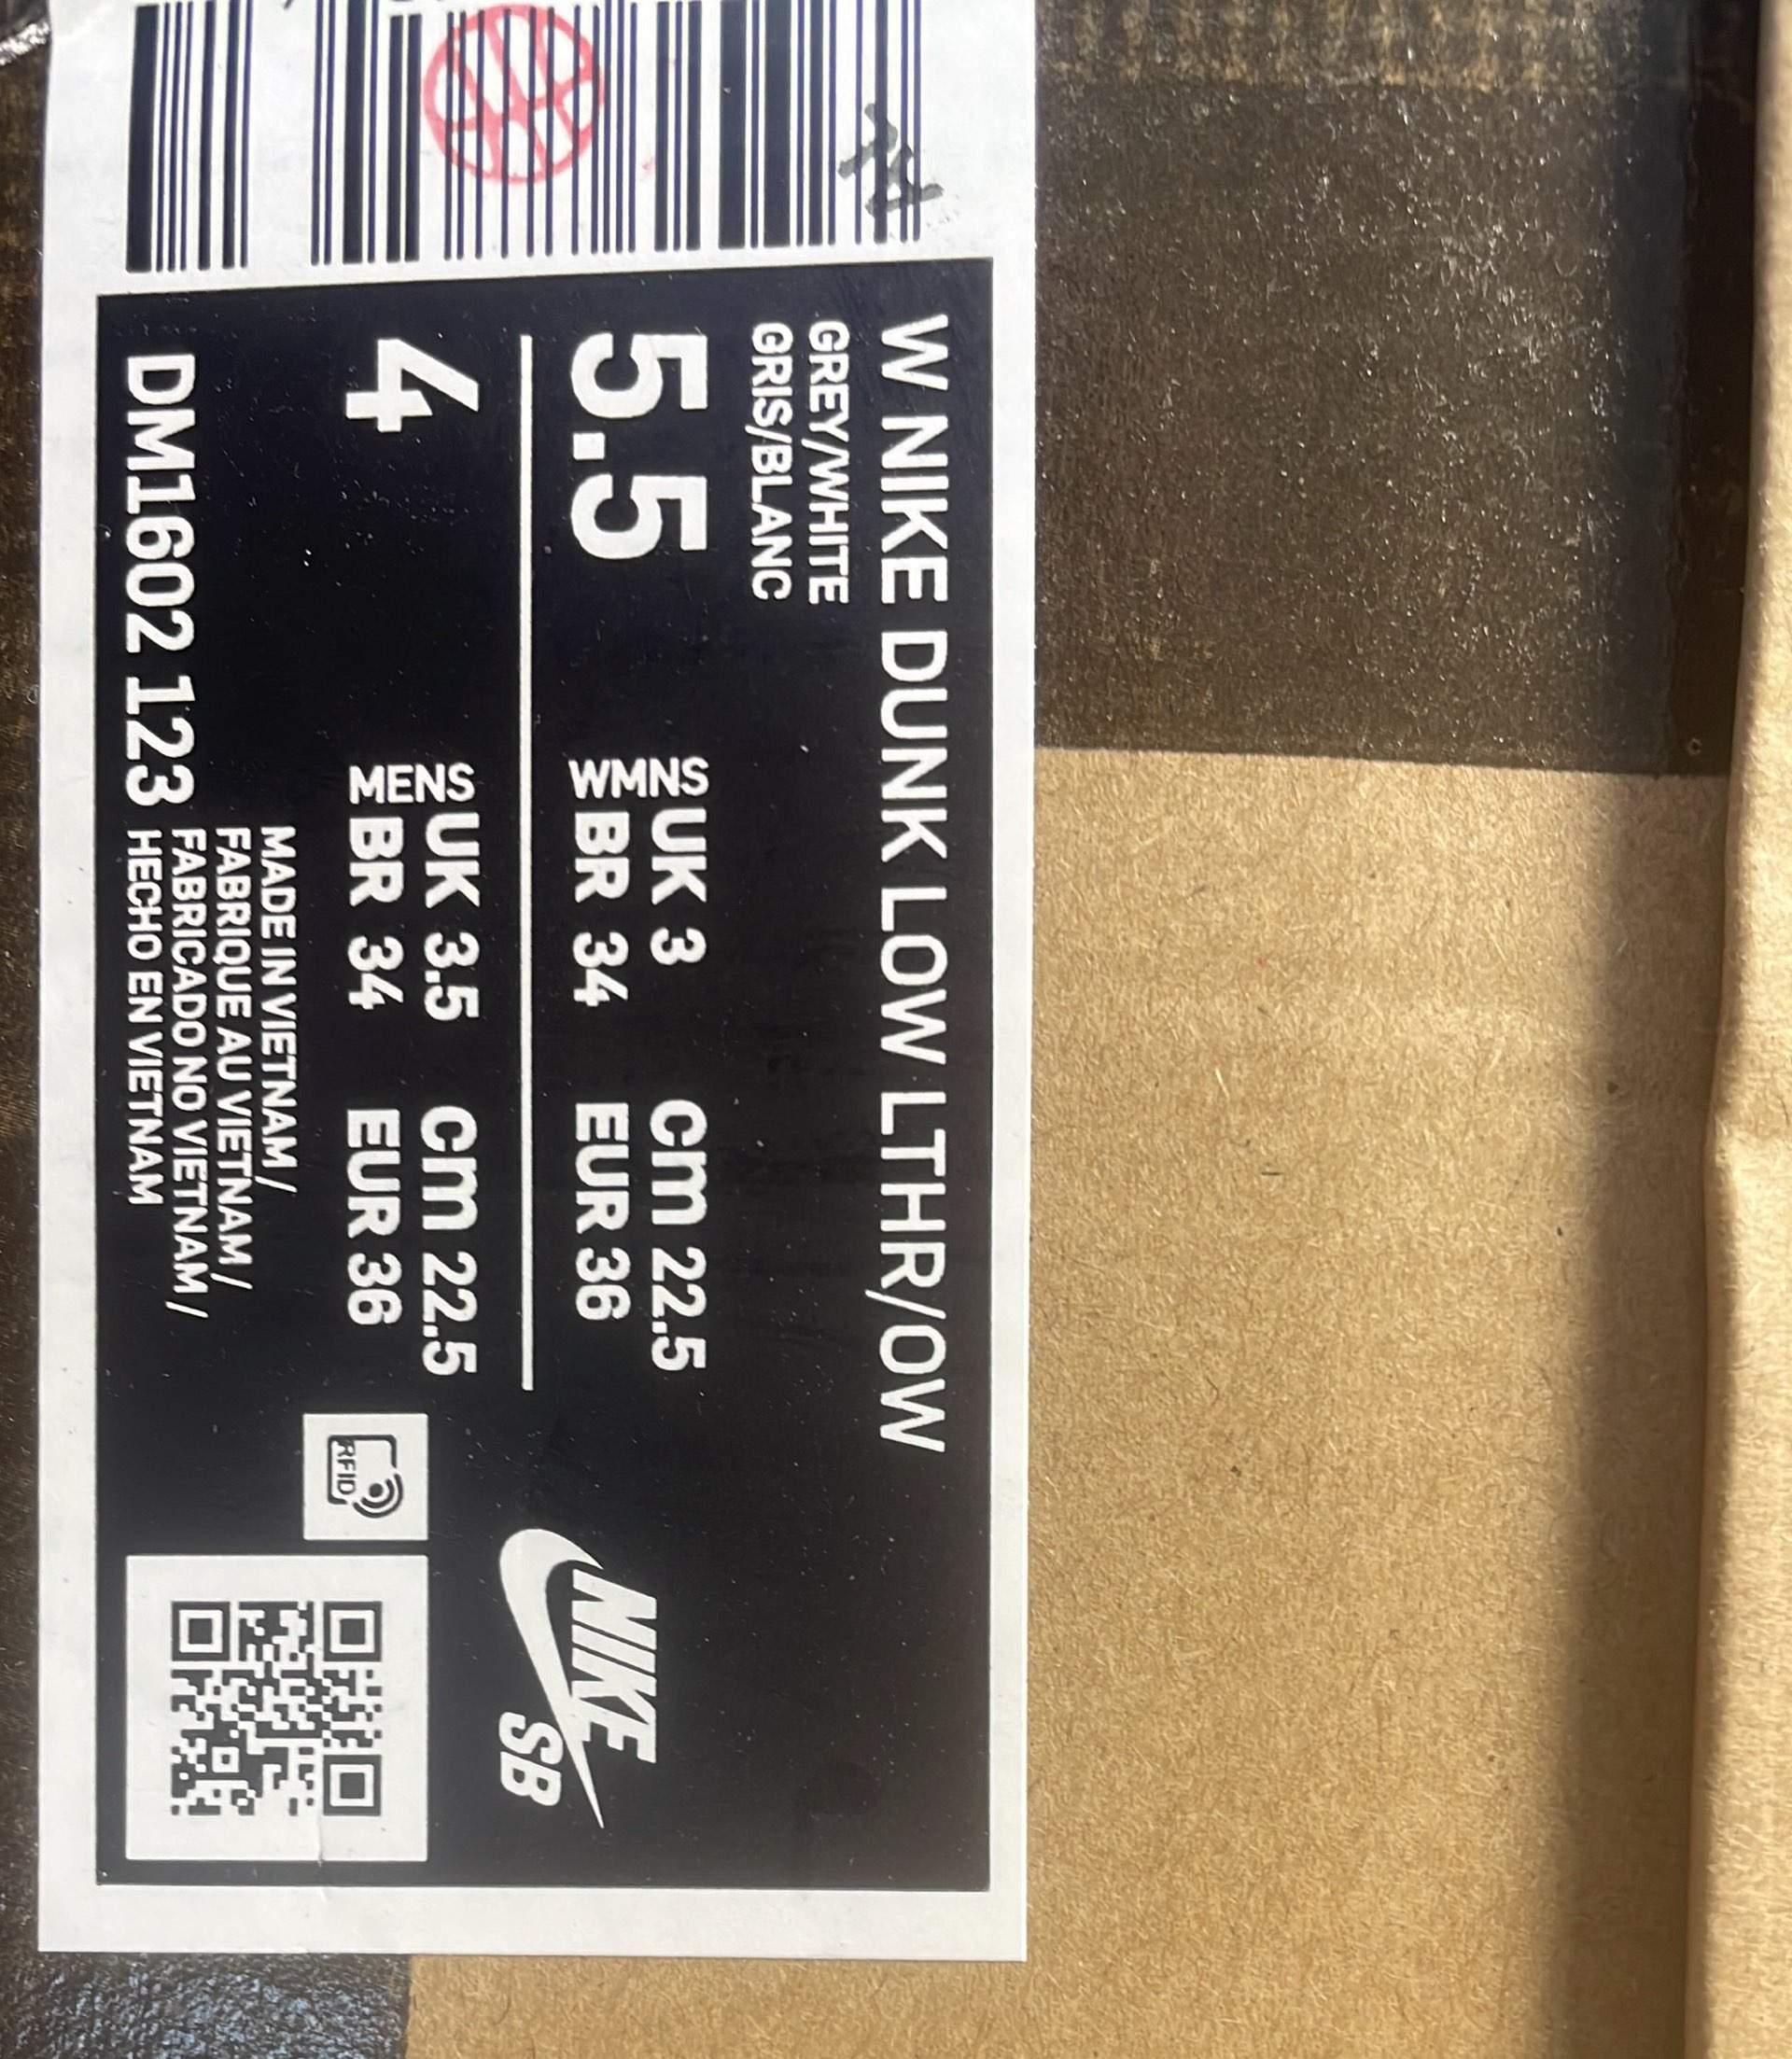 W NIKE DUNK LOW LTHR/OW
GREY/WHITE
GRIS/BLANC
5.5
WMNS UK 3 cm 22.5
BR 34 EUR 36
4
MENS UK 3.5 cm 22.5
BR 34 EUR 36
DM1602 123
MADE IN VIETNAM /
FABRIQUE AU VIETNAM /
FABRICADO NO VIETNAM /
HECHO EN VIETNAM
RFID
NIKE
SB